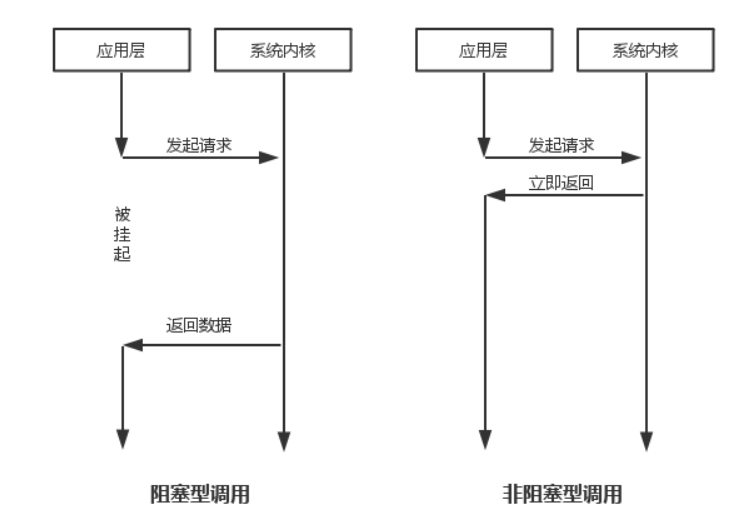 应用层
系统内核
发起请求
被
挂
起
返回数据
阻塞型调用
应用层
系统内核
发起请求
立即返回
非阻塞型调用